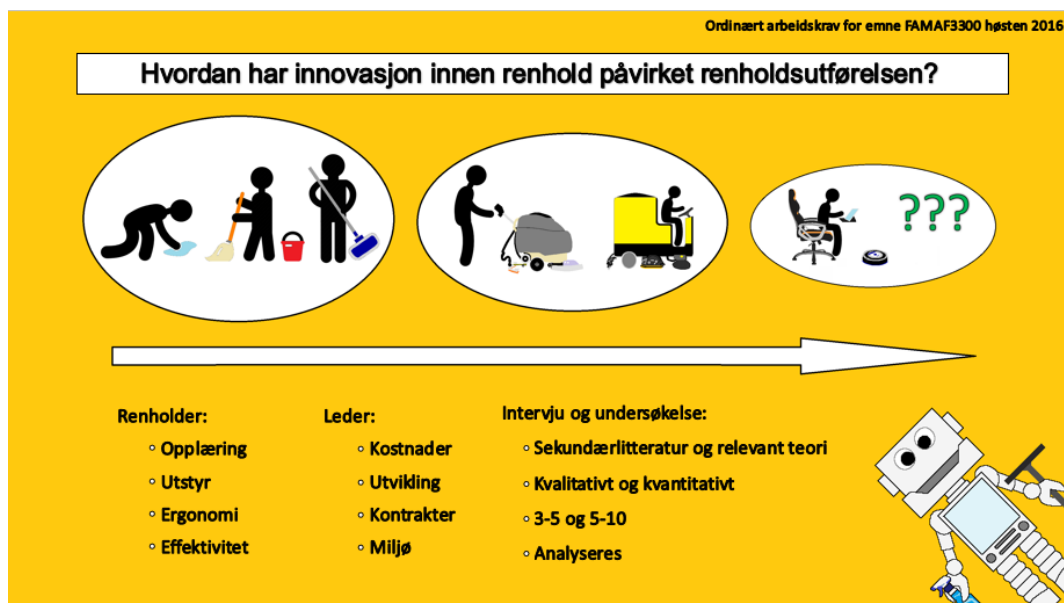 Ordinært arbeidskrav for emne FAMAF3300 høsten 2016
Hvordan har innovasjon innen renhold påvirket renholdsutførelsen?
???
Renholder:
◦ Opplæring
◦ Utstyr
◦ Ergonomi
◦ Effektivitet
Leder:
◦ Kostnader
◦ Utvikling
◦ Kontrakter
◦ Miljø
Intervju og undersøkelse:
◦ Sekundærlitteratur og relevant teori
◦ Kvalitativt og kvantitativt
◦ 3-5 og 5-10
◦ Analyseres